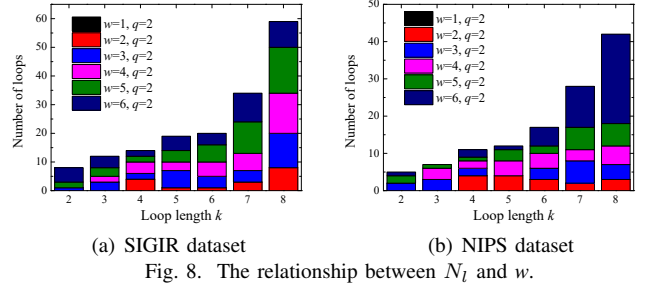 60
50
40
30
20
10
0
Number of loops
w=1, q=2
w=2, q=2
w=3, q=2
w=4, q=2
w=5, q=2
w=6, q=2
2 3 4 5 6 7 8
Loop length k
(a) SIGIR dataset
50
40
30
20
10
0
Number of loops
w=1, q=2
w=2, q=2
w=3, q=2
w=4, q=2
w=5, q=2
w=6, q=2
2 3 4 5 6 7 8
Loop length k
(b) NIPS dataset
Fig. 8. The relationship between N_l and w.